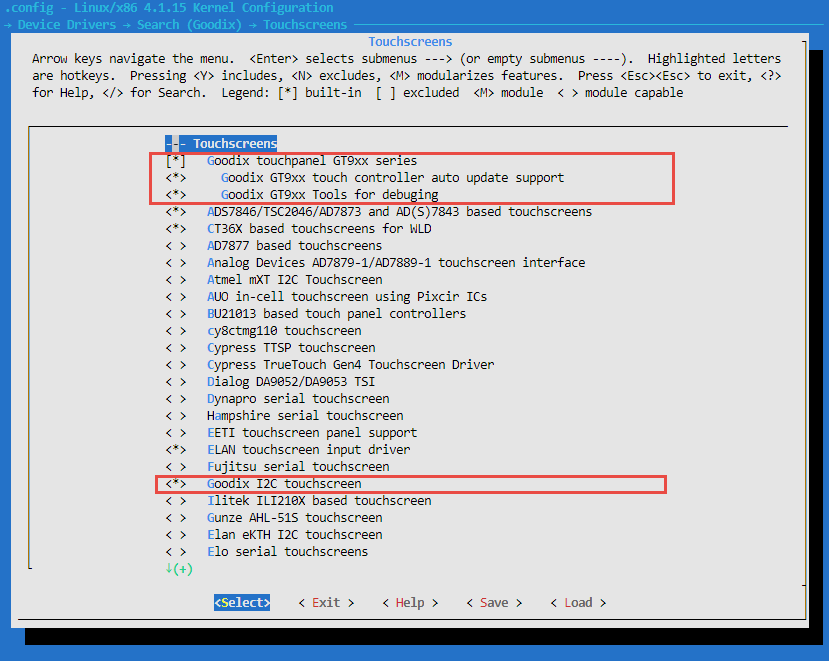 .config - Linux/x86 4.1.15 Kernel Configuration
→ Device Drivers → Search (Goodix) → Touchscreens
Touchscreens
Arrow keys navigate the menu.  <Enter> selects submenus ---> (or empty submenus ----).  Highlighted letters
are hotkeys.  Pressing <Y> includes, <N> excludes, <M> modularizes features.  Press <Esc><Esc> to exit, <?>
for Help, </> for Search.  Legend: [*] built-in  [ ] excluded  <M> module  < > module capable
--- Touchscreens
[*]   Goodix touchpanel GT9xx series
<*>     Goodix GT9xx touch controller auto update support
<*>     Goodix GT9xx Tools for debuging
<*>   ADS7846/TSC2046/AD7873 and AD(S)7843 based touchscreens
<*>   CT36X based touchscreens for WLD
< >   AD7877 based touchscreens
< >   Analog Devices AD7879-1/AD7889-1 touchscreen interface
< >   Atmel mXT I2C Touchscreen
< >   AUO in-cell touchscreen using Pixcir ICs
< >   BU21013 based touch panel controllers
< >   cy8ctmg110 touchscreen
< >   Cypress TTSP touchscreen
< >   Cypress TrueTouch Gen4 Touchscreen Driver
< >   Dialog DA9052/DA9053 TSI
< >   Dynapro serial touchscreen
< >   Hampshire serial touchscreen
< >   EETI touchscreen panel support
<*>   ELAN touchscreen input driver
< >   Fujitsu serial touchscreen
<*>   Goodix I2C touchscreen
< >   Ilitek ILI210X based touchscreen
< >   Gunze AHL-51S touchscreen
< >   Elan eKTH I2C touchscreen
< >   Elo serial touchscreens
↓(+)
<Select>    < Exit >    < Help >    < Save >    < Load >